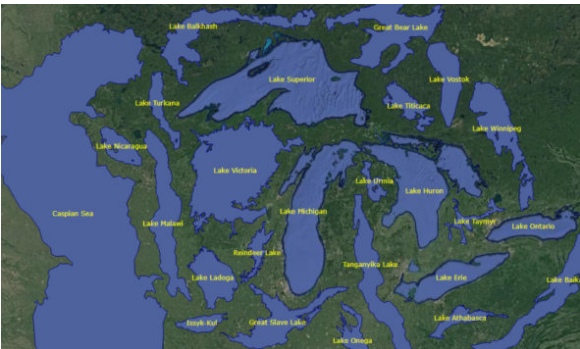 Lake Balkhash
Great Bear Lake
Lake Superior
Lake Vostok
Lake Turkana
Lake Titicaca
Lake Winnipeg
Lake Nicaragua
Lake Victoria
Lake Urmia
Lake Huron
Caspian Sea
Lake Malawi
Lake Michigan
Lake Taymyr
Lake Ontario
Reindeer Lake
Lake Ladoga
Tanganyika Lake
Lake Erie
Lake Baik
Issyk-Kul
Great Slave Lake
Lake Athabasca
Lake Onega